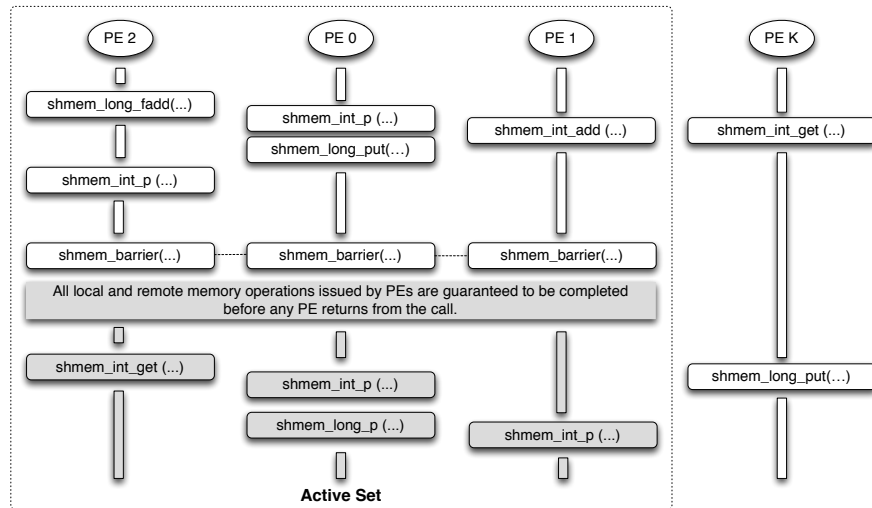 PE 2
PE 0
PE 1
PE K
shmem_long_fadd(...)
shmem_int_p (...)
shmem_int_add (...)
shmem_int_get (...)
shmem_long_put(...)
shmem_int_p (...)
shmem_barrier(...)
shmem_barrier(...)
shmem_barrier(...)
All local and remote memory operations issued by PEs are guaranteed to be completed
before any PE returns from the call.
shmem_int_get (...)
shmem_int_p (...)
shmem_long_put(...)
shmem_long_p (...)
shmem_int_p (...)
Active Set